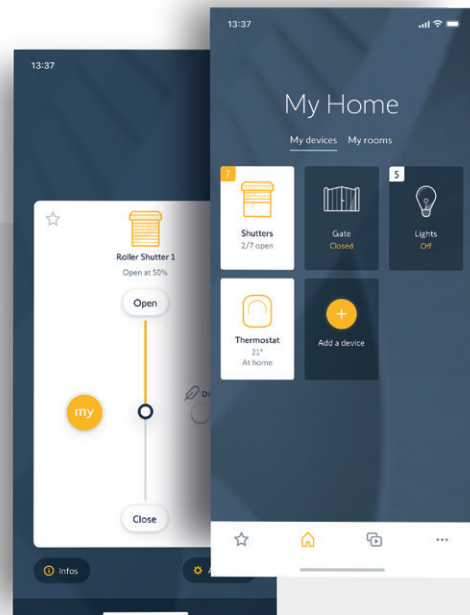 13:37
Roller Shutter 1
Open at 50%
Open
my
Close
Infos
13:37
My Home
My devices My rooms
7
Shutters
2/7 open
Gate
Closed
5
Lights
Off
Thermostat
21°
At home
+
Add a device